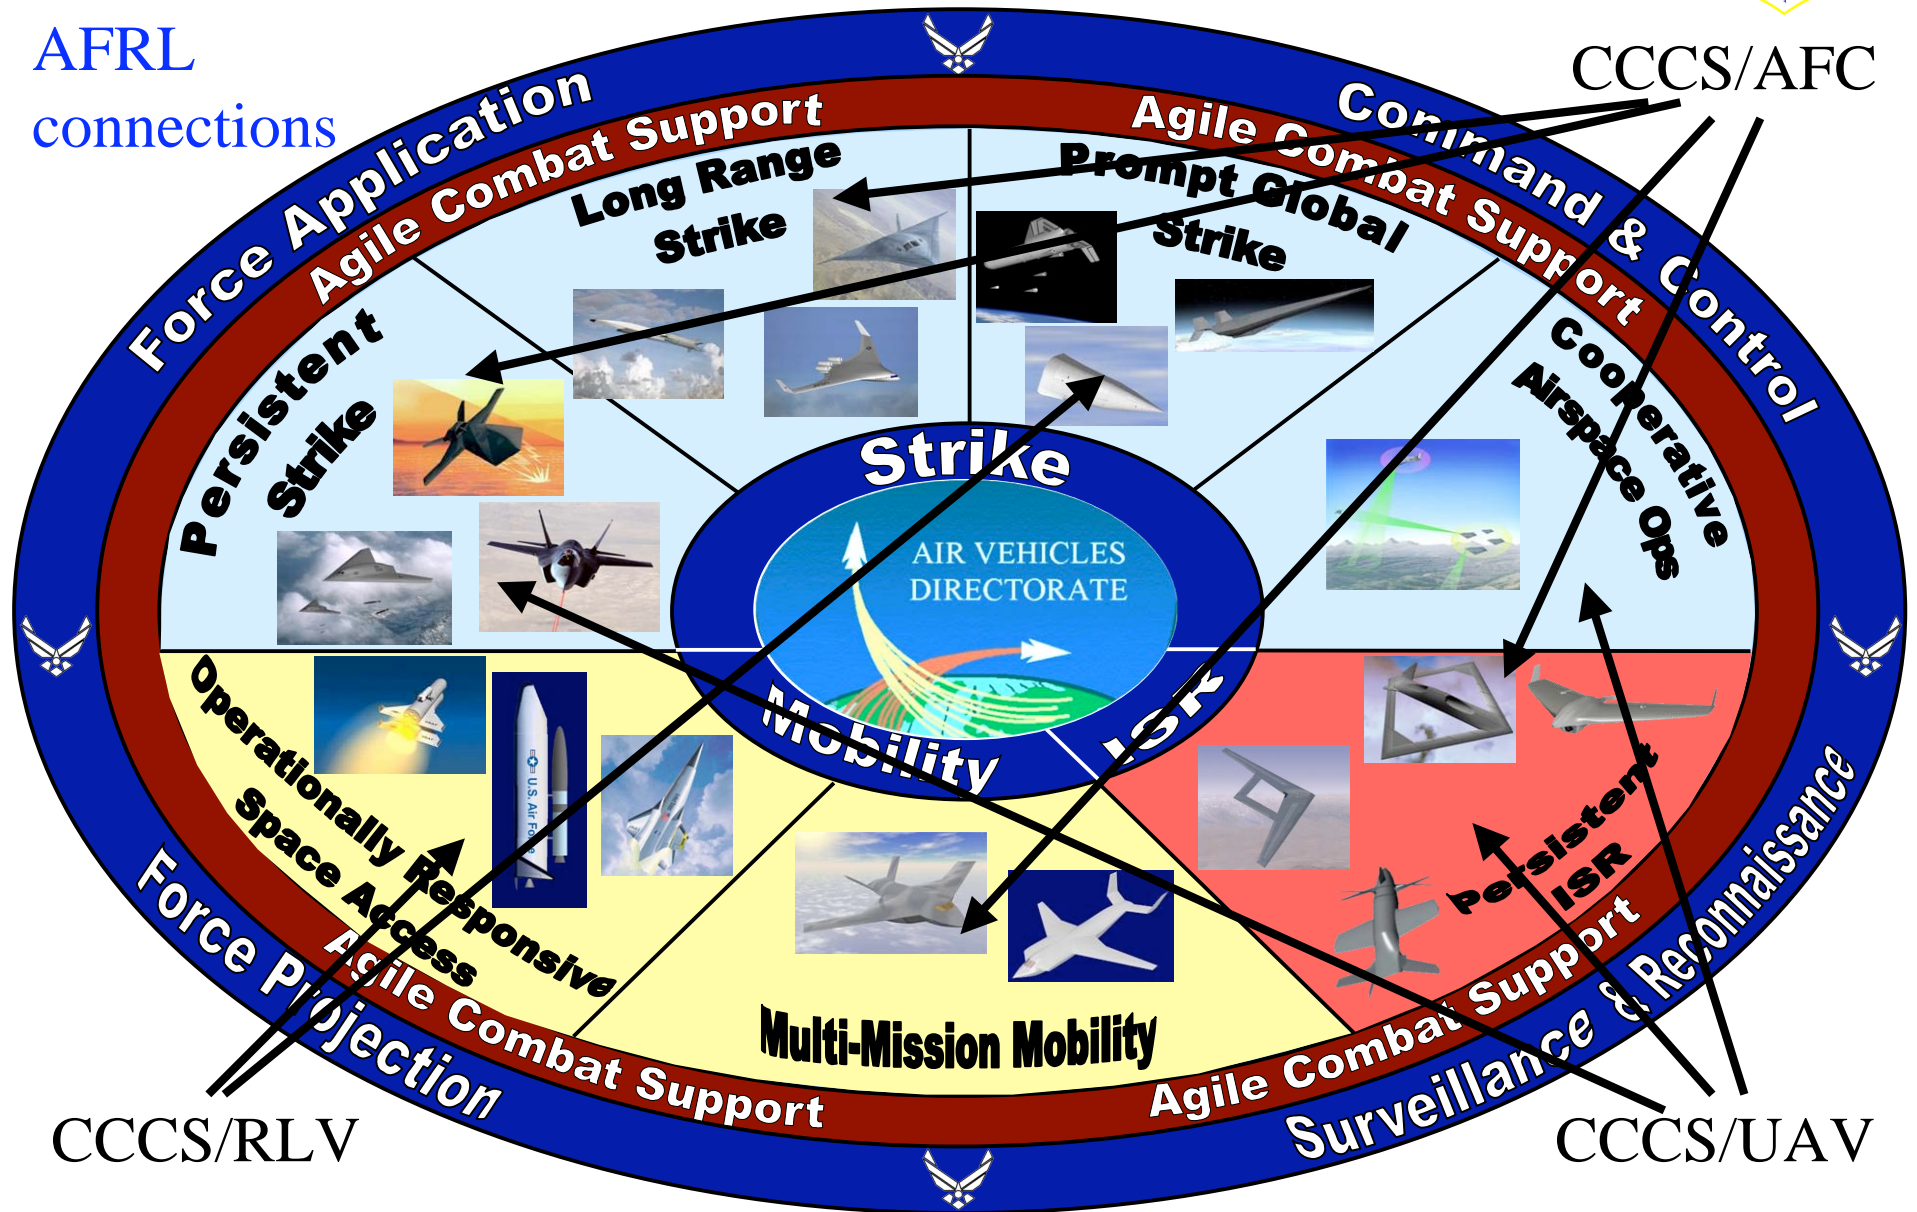 AFRL
connections
CCCS/AFC
Force Application
Command & Control
Agile Combat Support
Agile Combat Support
Long Range
Strike
Prompt Global
Strike
Persistent
Strike
Cooperative
Airspace Ops
Strike
AIR VEHICLES
DIRECTORATE
Mobility
ISR
Operationally Responsive
Space Access
U.S. Air Force
Persistent
ISR
Multi-Mission Mobility
Agile Combat Support
Agile Combat Support
Force Projection
Surveillance & Reconnaissance
CCCS/RLV
CCCS/UAV